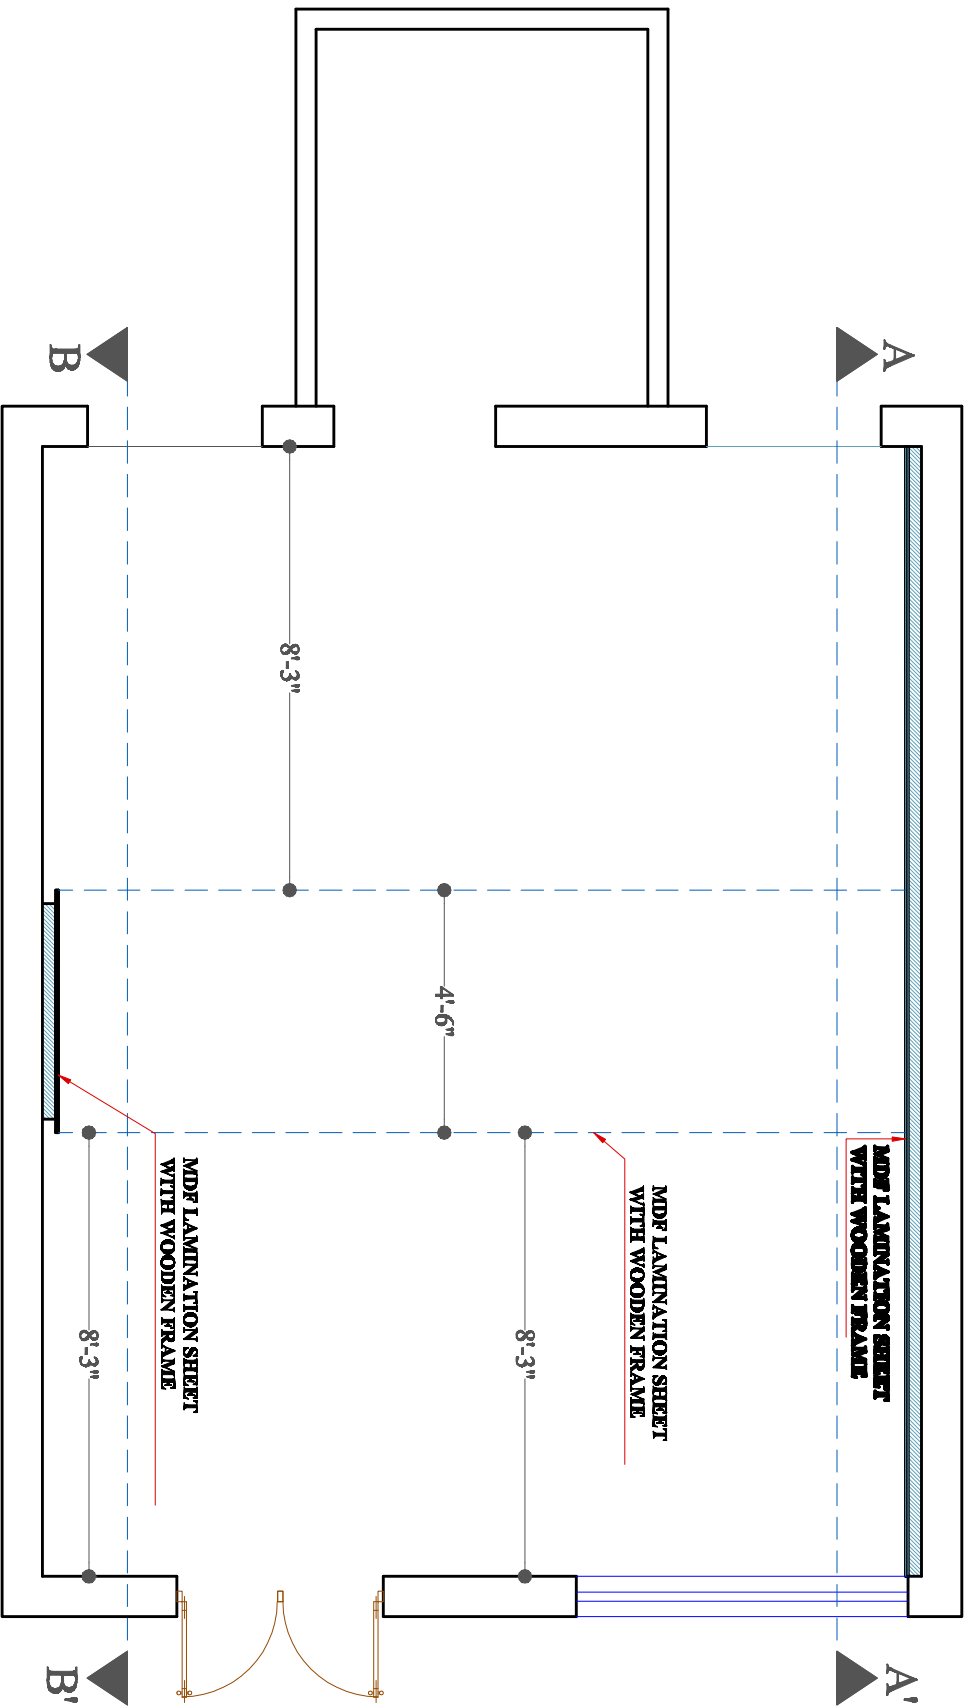 A
A'
MDF LAMINATION SHEET
WITH WOODEN FRAME
MDF LAMINATION SHEET
WITH WOODEN FRAME
8'-3"
4'-6"
8'-3"
MDF LAMINATION SHEET
WITH WOODEN FRAME
8'-3"
B
B'